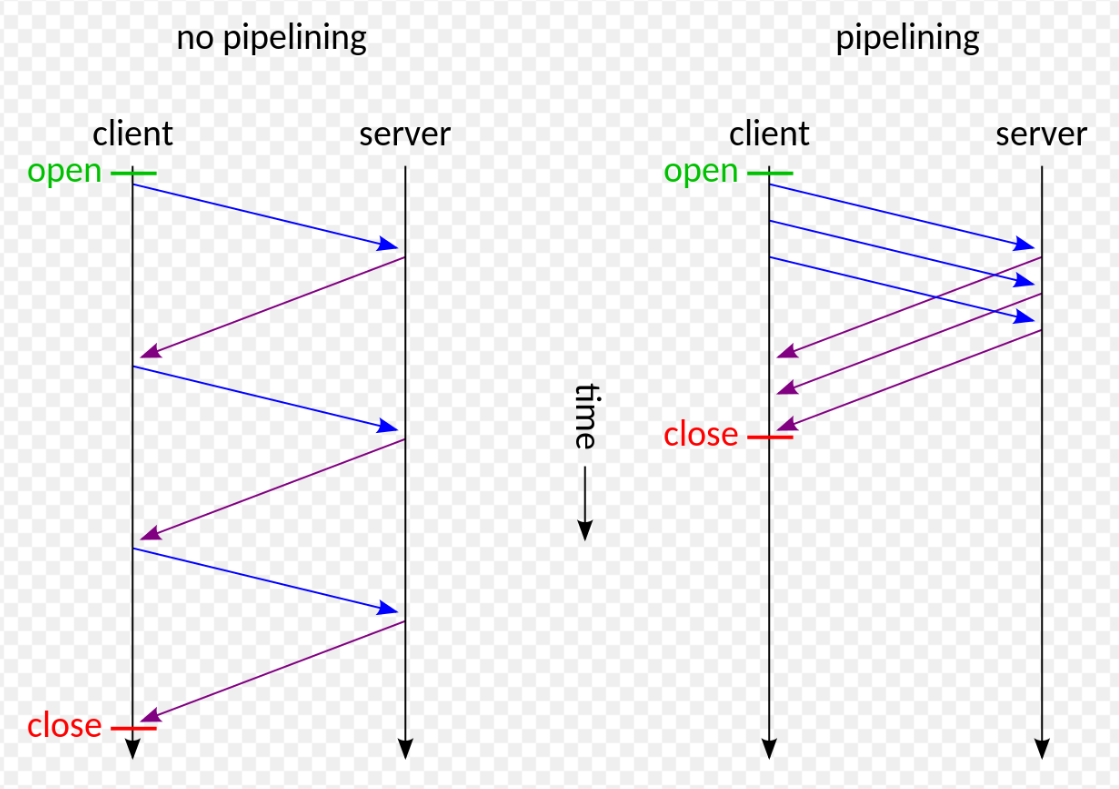 no pipelining
pipelining
client
server
client
server
open
open
time
close
close